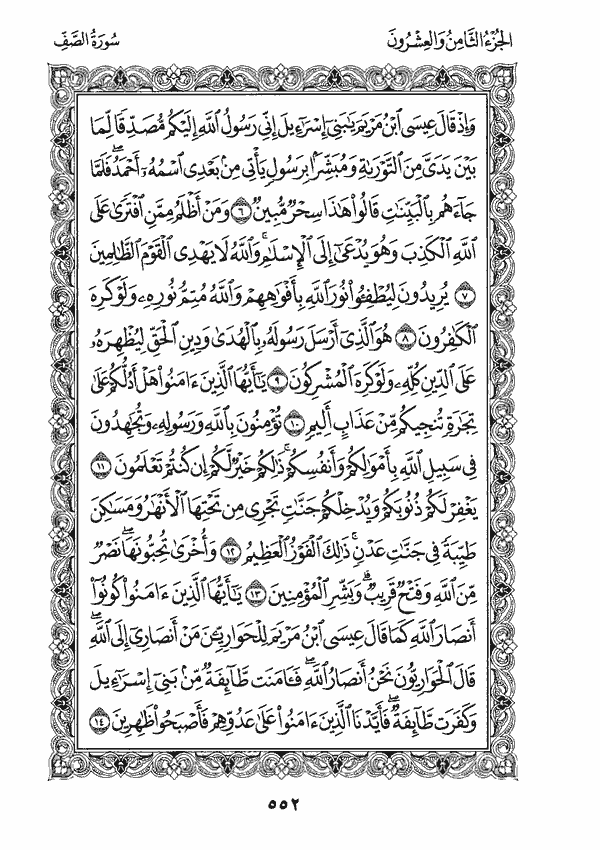 الجُزْءُ الثَّامِنُ وَالعِشْرُونَ
سُورَةُ الصَّفِّ
وَإِذْ قَالَ عِيسَى ٱبْنُ مَرْيَمَ يَٰبَنِىٓ إِسْرَٰٓءِيلَ إِنِّى رَسُولُ ٱللَّهِ إِلَيْكُم مُّصَدِّقًا لِّمَا
بَيْنَ يَدَىَّ مِنَ ٱلتَّوْرَىٰةِ وَمُبَشِّرًۢا بِرَسُولٍ يَأْتِى مِنۢ بَعْدِى ٱسْمُهُۥٓ أَحْمَدُ ۖ فَلَمَّا
جَآءَهُم بِٱلْبَيِّنَٰتِ قَالُوا۟ هَٰذَا سِحْرٌ مُّبِينٌ ٦ وَمَنْ أَظْلَمُ مِمَّنِ ٱفْتَرَىٰ عَلَى
ٱللَّهِ ٱلْكَذِبَ وَهُوَ يُدْعَىٰٓ إِلَى ٱلْإِسْلَٰمِ ۚ وَٱللَّهُ لَا يَهْدِى ٱلْقَوْمَ ٱلظَّٰلِمِينَ
٧ يُرِيدُونَ لِيُطْفِـُٔوا۟ نُورَ ٱللَّهِ بِأَفْوَٰهِهِمْ وَٱللَّهُ مُتِمُّ نُورِهِۦ وَلَوْ كَرِهَ
ٱلْكَٰفِرُونَ ٨ هُوَ ٱلَّذِىٓ أَرْسَلَ رَسُولَهُۥ بِٱلْهُدَىٰ وَدِينِ ٱلْحَقِّ لِيُظْهِرَهُۥ
عَلَى ٱلدِّينِ كُلِّهِۦ وَلَوْ كَرِهَ ٱلْمُشْرِكُونَ ٩ يَٰٓأَيُّهَا ٱلَّذِينَ ءَامَنُوا۟ هَلْ أَدُلُّكُمْ عَلَىٰ
تِجَٰرَةٍ تُنجِيكُم مِّنْ عَذَابٍ أَلِيمٍ ١٠ تُؤْمِنُونَ بِٱللَّهِ وَرَسُولِهِۦ وَتُجَٰهِدُونَ
فِى سَبِيلِ ٱللَّهِ بِأَمْوَٰلِكُمْ وَأَنفُسِكُمْ ۚ ذَٰلِكُمْ خَيْرٌ لَّكُمْ إِن كُنتُمْ تَعْلَمُونَ ١١
يَغْفِرْ لَكُمْ ذُنُوبَكُمْ وَيُدْخِلْكُمْ جَنَّٰتٍ تَجْرِى مِن تَحْتِهَا ٱلْأَنْهَٰرُ وَمَسَٰكِنَ
طَيِّبَةً فِى جَنَّٰتِ عَدْنٍ ۚ ذَٰلِكَ ٱلْفَوْزُ ٱلْعَظِيمُ ١٢ وَأُخْرَىٰ تُحِبُّونَهَا ۖ نَصْرٌ
مِّنَ ٱللَّهِ وَفَتْحٌ قَرِيبٌ ۗ وَبَشِّرِ ٱلْمُؤْمِنِينَ ١٣ يَٰٓأَيُّهَا ٱلَّذِينَ ءَامَنُوا۟ كُونُوٓا۟
أَنصَارَ ٱللَّهِ كَمَا قَالَ عِيسَى ٱبْنُ مَرْيَمَ لِلْحَوَارِيِّـۧنَ مَنْ أَنصَارِىٓ إِلَى ٱللَّهِ ۖ
قَالَ ٱلْحَوَارِيُّونَ نَحْنُ أَنصَارُ ٱللَّهِ ۖ فَـَٔامَنَت طَّآئِفَةٌ مِّنۢ بَنِىٓ إِسْرَٰٓءِيلَ
وَكَفَرَت طَّآئِفَةٌ ۖ فَأَيَّدْنَا ٱلَّذِينَ ءَامَنُوا۟ عَلَىٰ عَدُوِّهِمْ فَأَصْبَحُوا۟ ظَٰهِرِينَ ١٤
٥٥٢